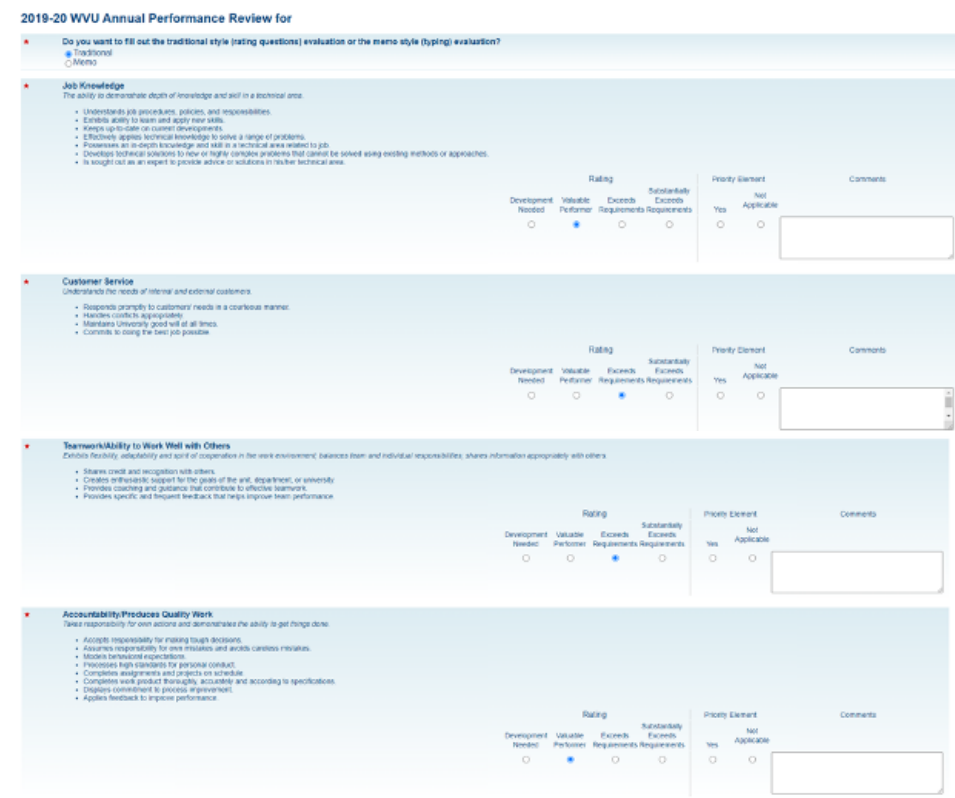 2019-20 WVU Annual Performance Review for
* Do you want to fill out the traditional style (rating questions) evaluation or the memo style (typing) evaluation?
Traditional
Memo
* Job Knowledge
The ability to demonstrate depth of knowledge and skill in a technical area.
• Understands job procedures, policies, and responsibilities.
• Exhibits ability to learn and apply new skills.
• Keeps up-to-date on current developments.
• Effectively applies technical knowledge to solve a range of problems.
• Possesses an in-depth knowledge and skill in a technical area related to job.
• Develops technical solutions to new or highly complex problems that cannot be solved using existing methods or approaches.
• Is sought out as an expert to provide advice or solutions in his/her technical area.
Rating Priority Element Comments
Development Needed Valuable Performer Exceeds Requirements Substantially Exceeds Requirements Yes Not Applicable
* Customer Service
Understands the needs of internal and external customers.
• Responds promptly to customers' needs in a courteous manner.
• Handles conflicts appropriately.
• Maintains University good will at all times.
• Commits to doing the best job possible.
Rating Priority Element Comments
Development Needed Valuable Performer Exceeds Requirements Substantially Exceeds Requirements Yes Not Applicable
* Teamwork/Ability to Work Well with Others
Exhibits flexibility, adaptability and spirit of cooperation in the work environment; balances team and individual responsibilities; shares information appropriately with others.
• Shares credit and recognition with others.
• Creates enthusiastic support for the goals of the unit, department, or university.
• Provides coaching and guidance that contribute to effective teamwork.
• Provides specific and frequent feedback that helps improve team performance.
Rating Priority Element Comments
Development Needed Valuable Performer Exceeds Requirements Substantially Exceeds Requirements Yes Not Applicable
* Accountability/Produces Quality Work
Takes responsibility for own actions and demonstrates the ability to get things done.
• Accepts responsibility for making tough decisions.
• Assumes responsibility for own mistakes and avoids careless mistakes.
• Models behavioral expectations.
• Processes high standards for personal conduct.
• Completes assignments and projects on schedule
• Completes work product thoroughly, accurately and according to specifications.
• Displays commitment to process improvement.
• Applies feedback to improve performance.
Rating Priority Element Comments
Development Needed Valuable Performer Exceeds Requirements Substantially Exceeds Requirements Yes Not Applicable